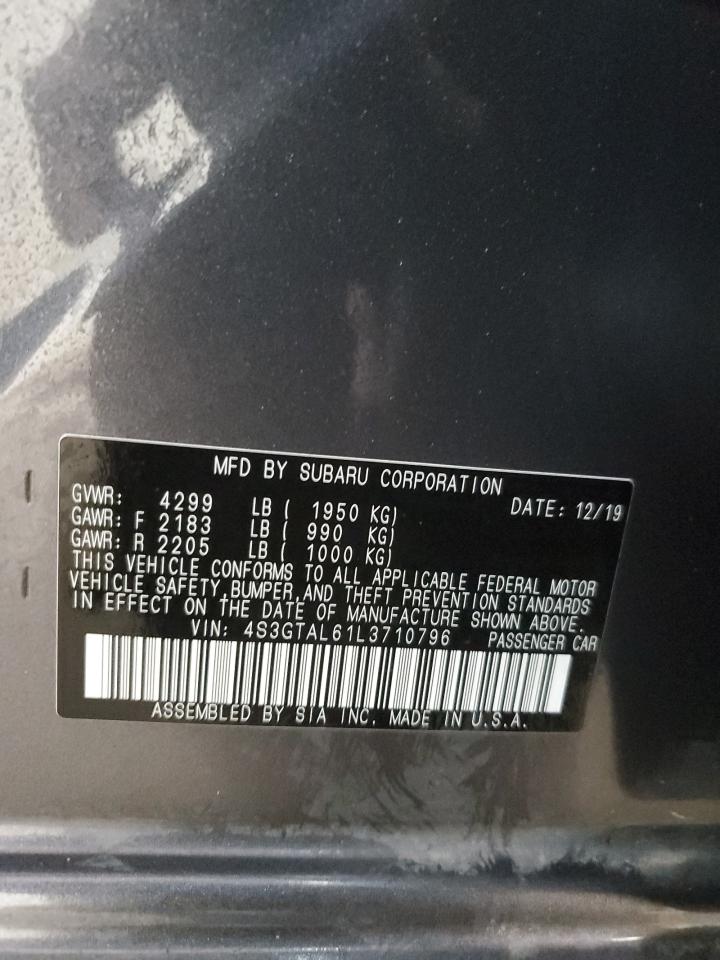 MFD BY SUBARU CORPORATION
GVWR: 4299 LB ( 1950 KG) DATE: 12/19
GAWR: F 2183 LB ( 990 KG)
GAWR: R 2205 LB ( 1000 KG)
THIS VEHICLE CONFORMS TO ALL APPLICABLE FEDERAL MOTOR
VEHICLE SAFETY, BUMPER, AND THEFT PREVENTION STANDARDS
IN EFFECT ON THE DATE OF MANUFACTURE SHOWN ABOVE.
VIN: 4S3GTAL61L3710796 PASSENGER CAR
ASSEMBLED BY SIA INC. MADE IN U.S.A.